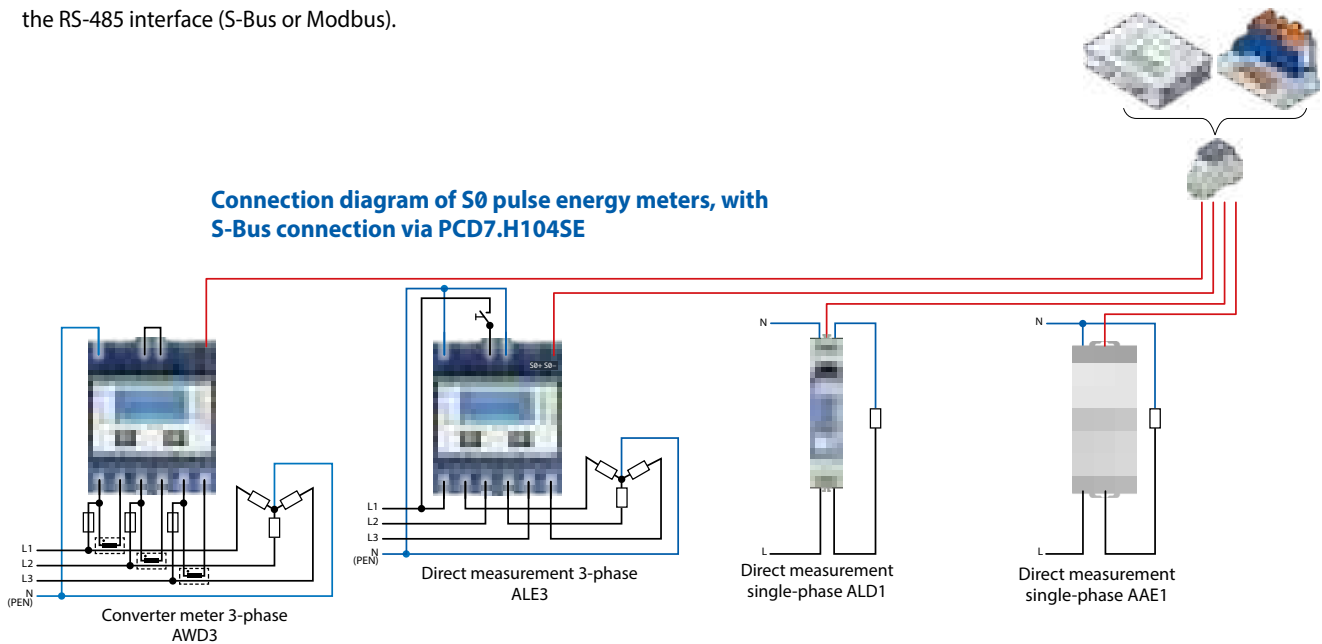 the RS-485 interface (S-Bus or Modbus).
Connection diagram of S0 pulse energy meters, with
S-Bus connection via PCD7.H104SE
S0+ S0–
N
N
L1
L2
L3
N
(PEN)
L1
L2
L3
N
(PEN)
L
L
Converter meter 3-phase
AWD3
Direct measurement 3-phase
ALE3
Direct measurement
single-phase ALD1
Direct measurement
single-phase AAE1